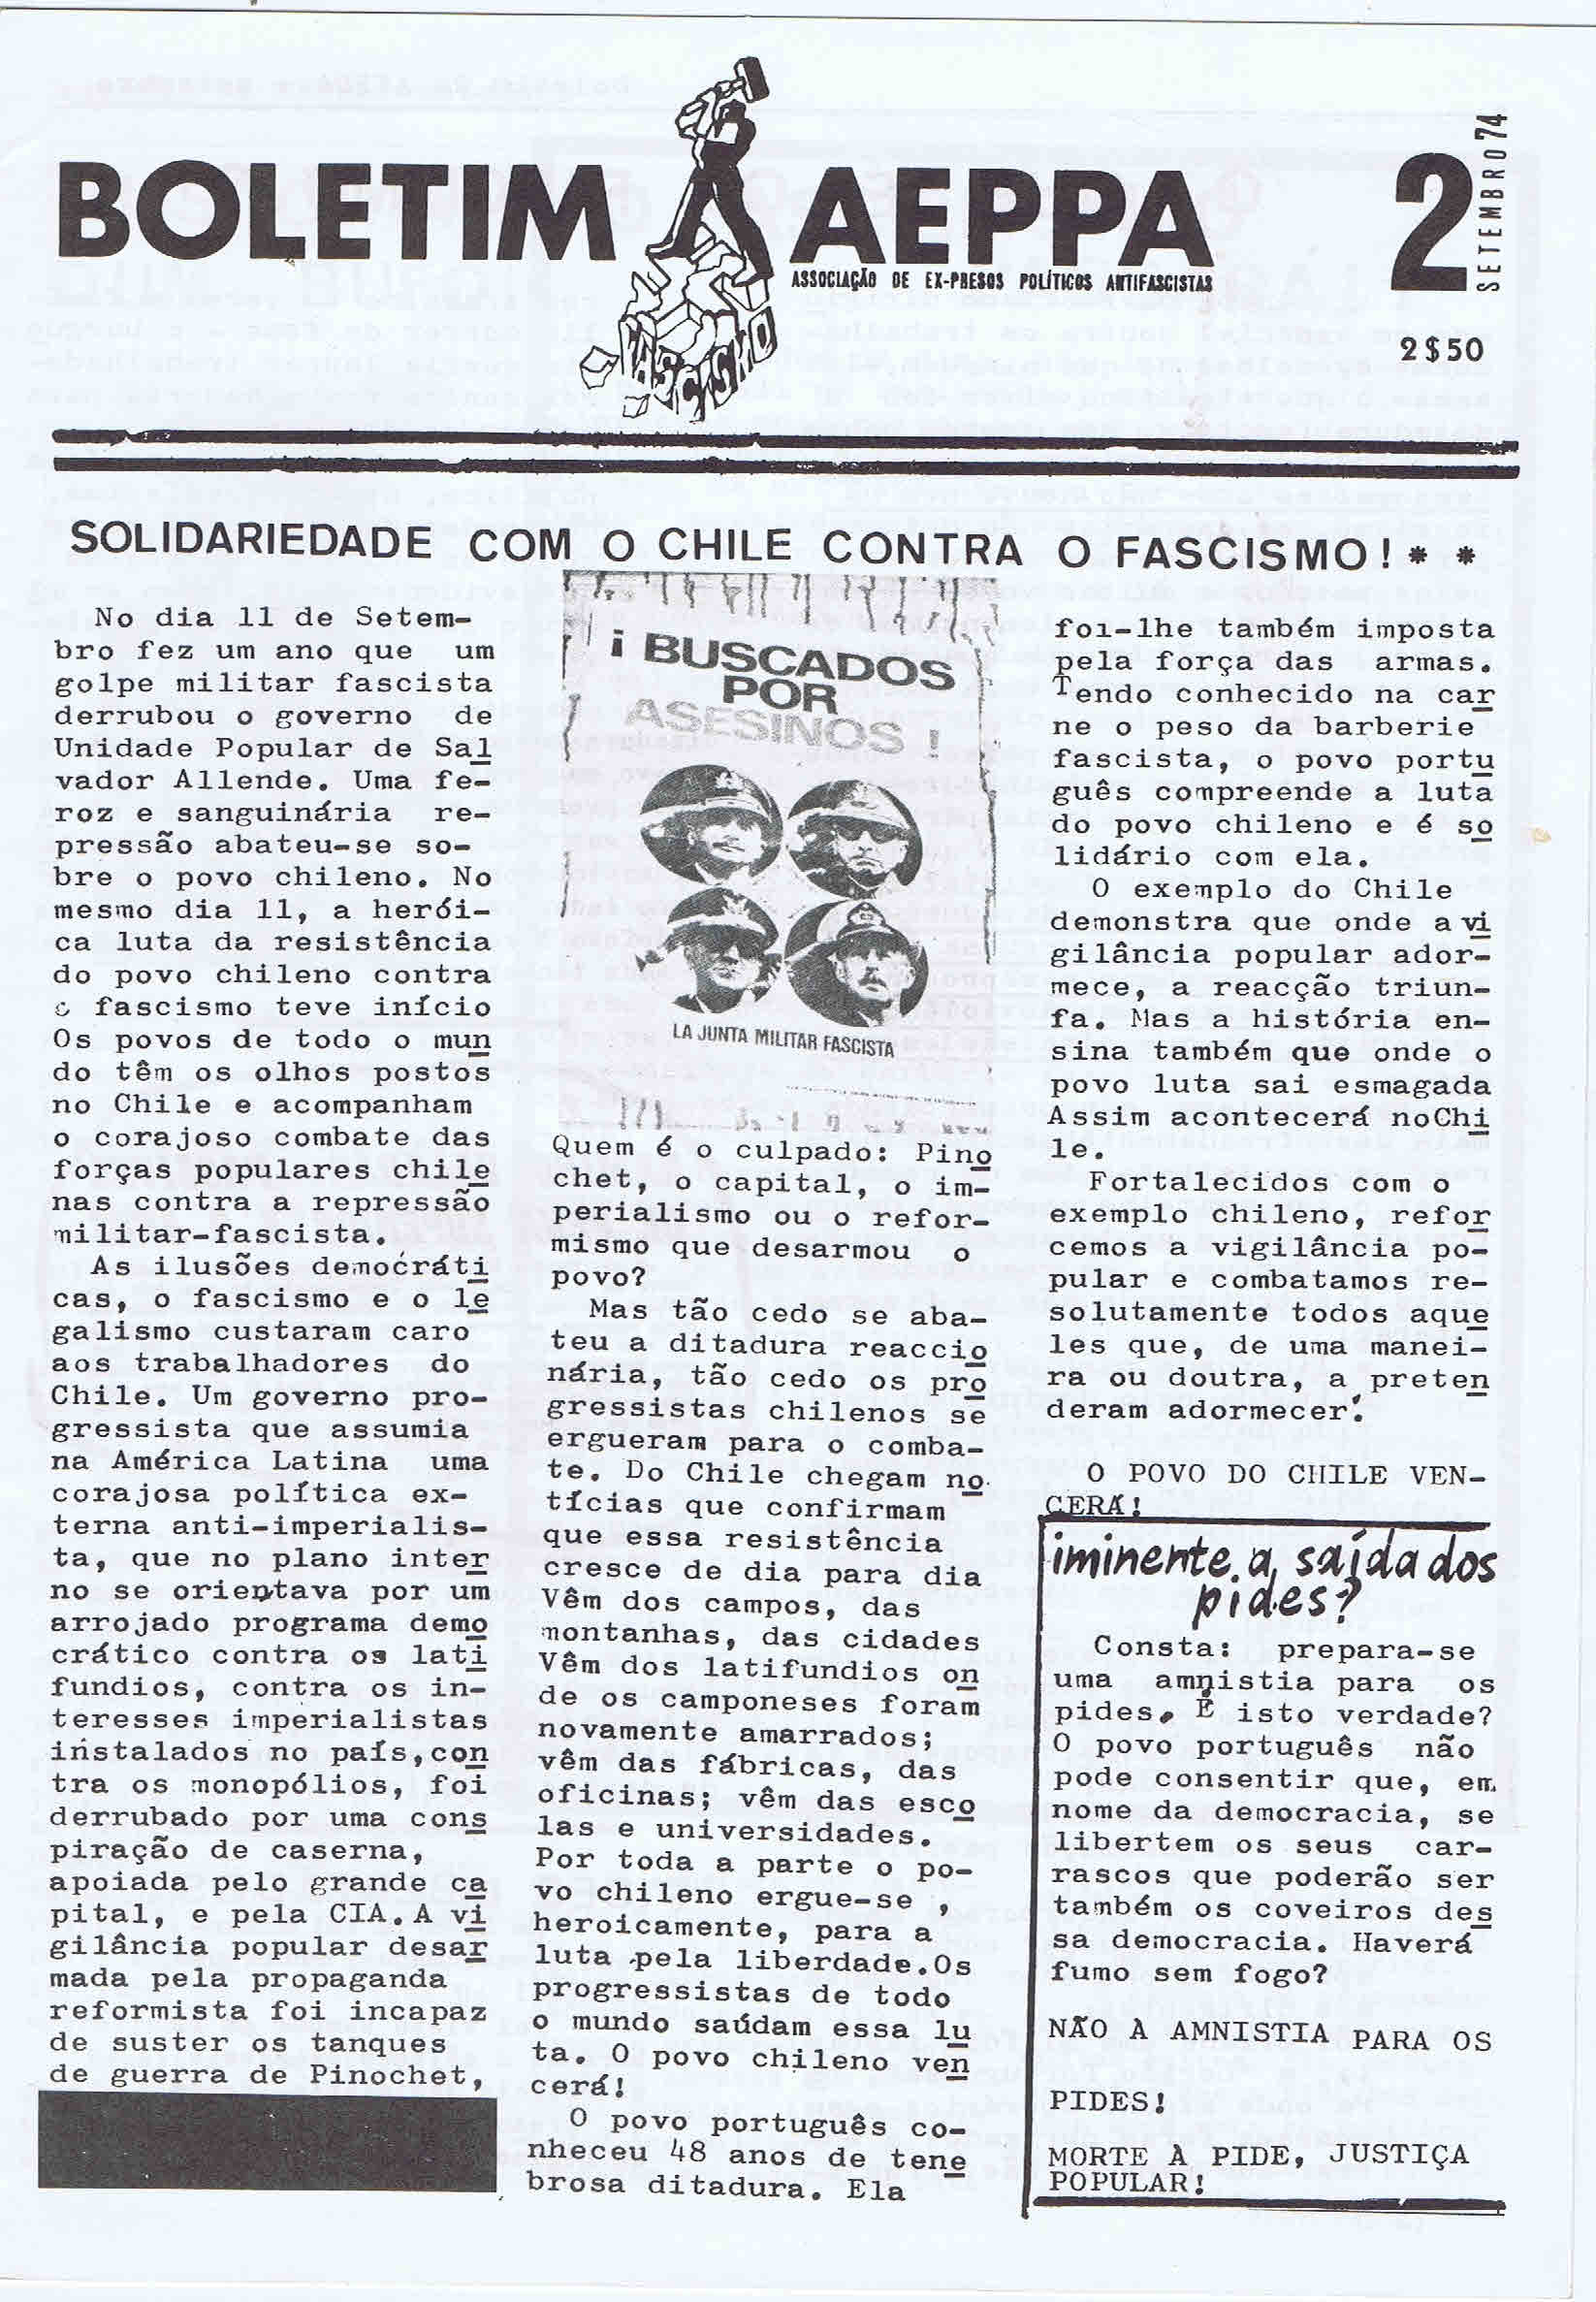 BOLETIM AEPPA
ASSOCIAÇÃO DE EX-PRESOS POLÍTICOS ANTIFASCISTAS
FASCISMO
2
SETEMBRO 74
2$50
SOLIDARIEDADE COM O CHILE CONTRA O FASCISMO! * *
No dia 11 de Setem-
bro fez um ano que um
golpe militar fascista
derrubou o governo de
Unidade Popular de Sal
vador Allende. Uma fe-
roz e sanguinária re-
pressão abateu-se so-
bre o povo chileno. No
mesmo dia 11, a herói-
ca luta da resistência
do povo chileno contra
o fascismo teve início
Os povos de todo o mun
do têm os olhos postos
no Chile e acompanham
o corajoso combate das
forças populares chile
nas contra a repressão
militar-fascista.
As ilusões democráti
cas, o fascismo e o le
galismo custaram caro
aos trabalhadores do
Chile. Um governo pro-
gressista que assumia
na América Latina uma
corajosa política ex-
terna anti-imperialis-
ta, que no plano inter
no se orientava por um
arrojado programa demo
crático contra os lati
fundios, contra os in-
teresses imperialistas
instalados no país,con
tra os monopólios, foi
derrubado por uma cons
piração de caserna,
apoiada pelo grande ca
pital, e pela CIA. A vi
gilância popular desar
mada pela propaganda
reformista foi incapaz
de suster os tanques
de guerra de Pinochet,
¡ BUSCADOS
POR
ASESINOS !
LA JUNTA MILITAR FASCISTA
Quem é o culpado: Pino
chet, o capital, o im-
perialismo ou o refor-
mismo que desarmou o
povo?
Mas tão cedo se aba-
teu a ditadura reaccio
nária, tão cedo os pro
gressistas chilenos se
ergueram para o comba-
te. Do Chile chegam no
tícias que confirmam
que essa resistência
cresce de dia para dia
Vêm dos campos, das
montanhas, das cidades
Vêm dos latifundios on
de os camponeses foram
novamente amarrados;
vêm das fábricas, das
oficinas; vêm das esco
las e universidades.
Por toda a parte o po-
vo chileno ergue-se ,
heroicamente, para a
luta pela liberdade.Os
progressistas de todo
o mundo saúdam essa lu
ta. O povo chileno ven
cerá!
O povo português co-
nheceu 48 anos de tene
brosa ditadura. Ela
foi-lhe também imposta
pela força das armas.
Tendo conhecido na car
ne o peso da barberie
fascista, o povo portu
guês compreende a luta
do povo chileno e é so
lidário com ela.
O exemplo do Chile
demonstra que onde a vi
gilância popular ador-
mece, a reacção triun-
fa. Mas a história en-
sina também que onde o
povo luta sai esmagada
Assim acontecerá noChi
le.
Fortalecidos com o
exemplo chileno, refor
cemos a vigilância po-
pular e combatamos re-
solutamente todos aque
les que, de uma manei-
ra ou doutra, a preten
deram adormecer!
O POVO DO CHILE VEN-
CERÁ!
iminente a saída dos
pides?
Consta: prepara-se
uma amnistia para os
pides. É isto verdade?
O povo português não
pode consentir que, em
nome da democracia, se
libertem os seus car-
rascos que poderão ser
também os coveiros des
sa democracia. Haverá
fumo sem fogo?
NÃO À AMNISTIA PARA OS
PIDES!
MORTE À PIDE, JUSTIÇA
POPULAR!